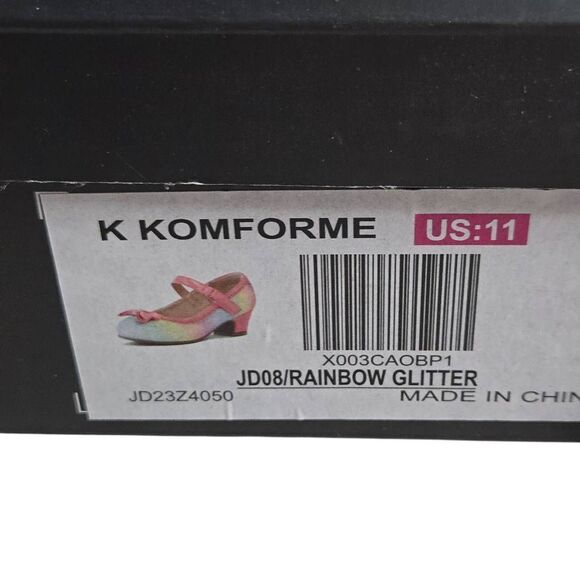 K KOMFORME US:11
X003CAOBP1
JD08/RAINBOW GLITTER
JD23Z4050 MADE IN CHIN